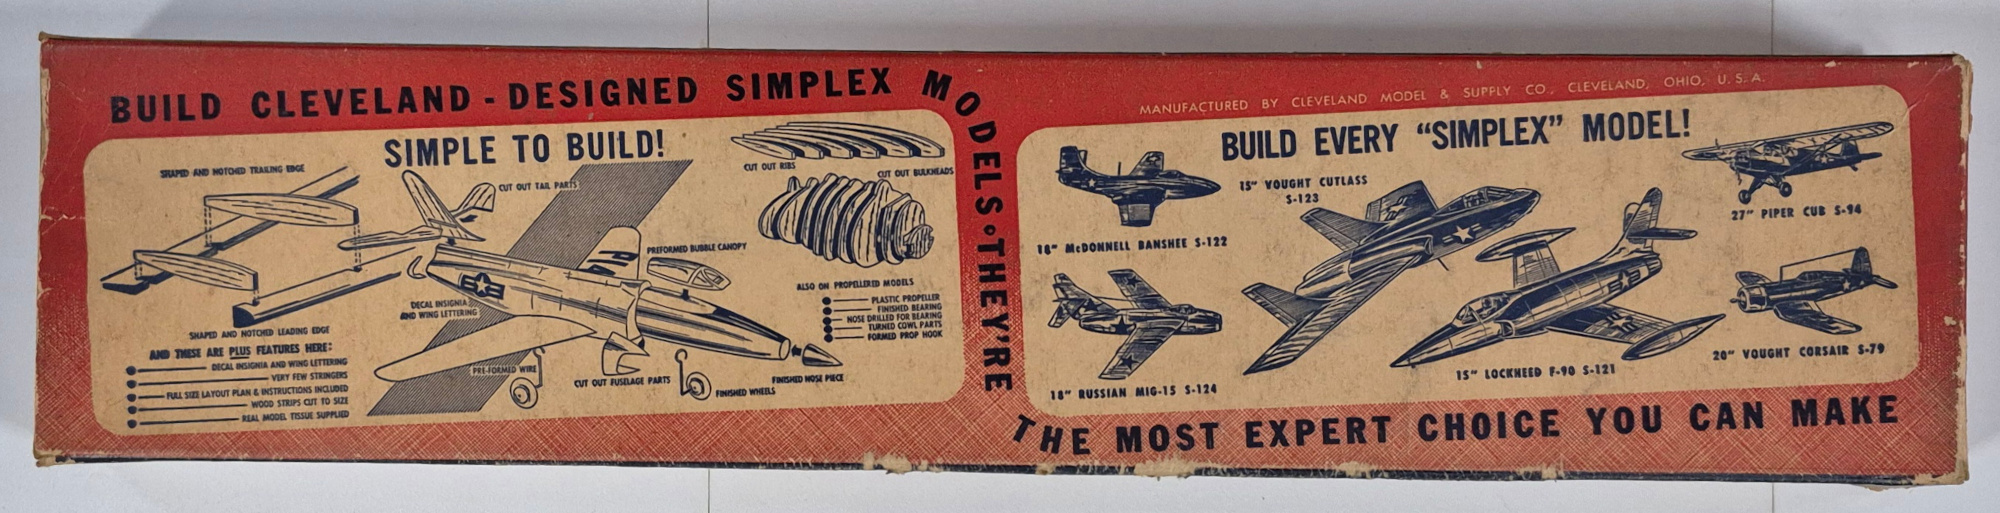 BUILD CLEVELAND - DESIGNED SIMPLEX MODELS • THEY'RE
THE MOST EXPERT CHOICE YOU CAN MAKE
SIMPLE TO BUILD!
SHAPED AND NOTCHED TRAILING EDGE
CUT OUT TAIL PARTS
CUT OUT RIBS
CUT OUT BULKHEADS
PREFORMED BUBBLE CANOPY
DECAL INSIGNIA
AND WING LETTERING
SHAPED AND NOTCHED LEADING EDGE
AND THESE ARE PLUS FEATURES HERE:
DECAL INSIGNIA AND WING LETTERING
VERY FEW STRINGERS
FULL SIZE LAYOUT PLAN & INSTRUCTIONS INCLUDED
WOOD STRIPS CUT TO SIZE
REAL MODEL TISSUE SUPPLIED
ALSO ON PROPELLERED MODELS
PLASTIC PROPELLER
FINISHED BEARING
NOSE DRILLED FOR BEARING
TURNED COWL PARTS
FORMED PROP HOOK
PRE-FORMED WIRE
CUT OUT FUSELAGE PARTS
FINISHED WHEELS
FINISHED NOSE PIECE
MANUFACTURED BY CLEVELAND MODEL & SUPPLY CO., CLEVELAND, OHIO, U.S.A.
BUILD EVERY "SIMPLEX" MODEL!
18" McDONNELL BANSHEE S-122
15" VOUGHT CUTLASS
S-123
27" PIPER CUB S-94
18" RUSSIAN MIG-15 S-124
15" LOCKHEED F-90 S-121
20" VOUGHT CORSAIR S-79